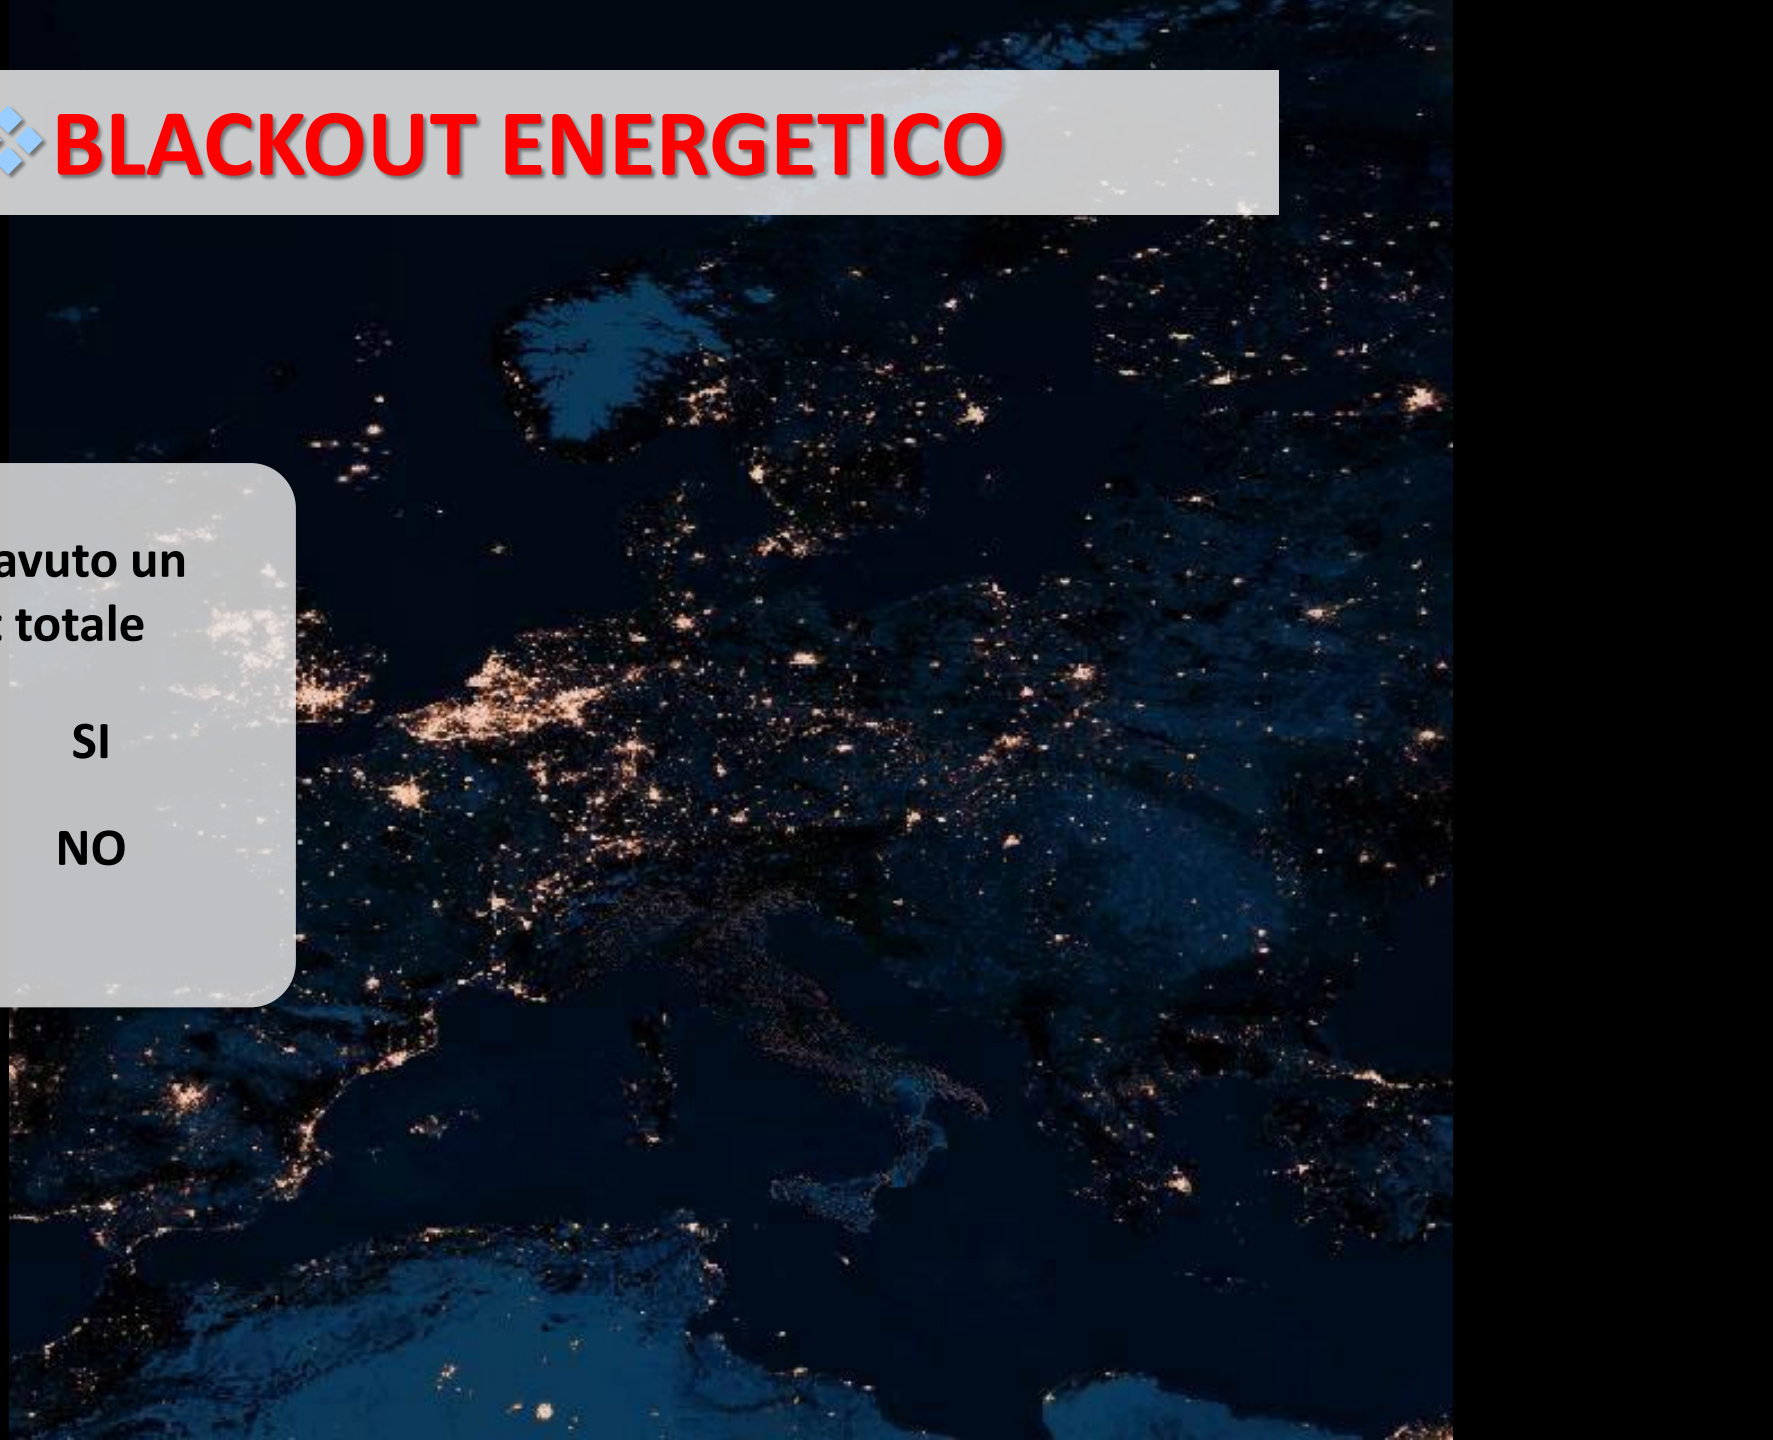 ❖BLACKOUT ENERGETICO
avuto un
totale
SI
NO